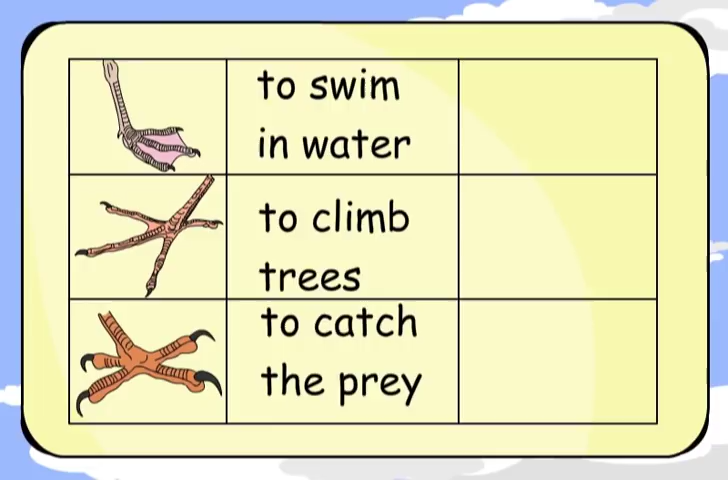 to swim
in water
to climb
trees
to catch
the prey